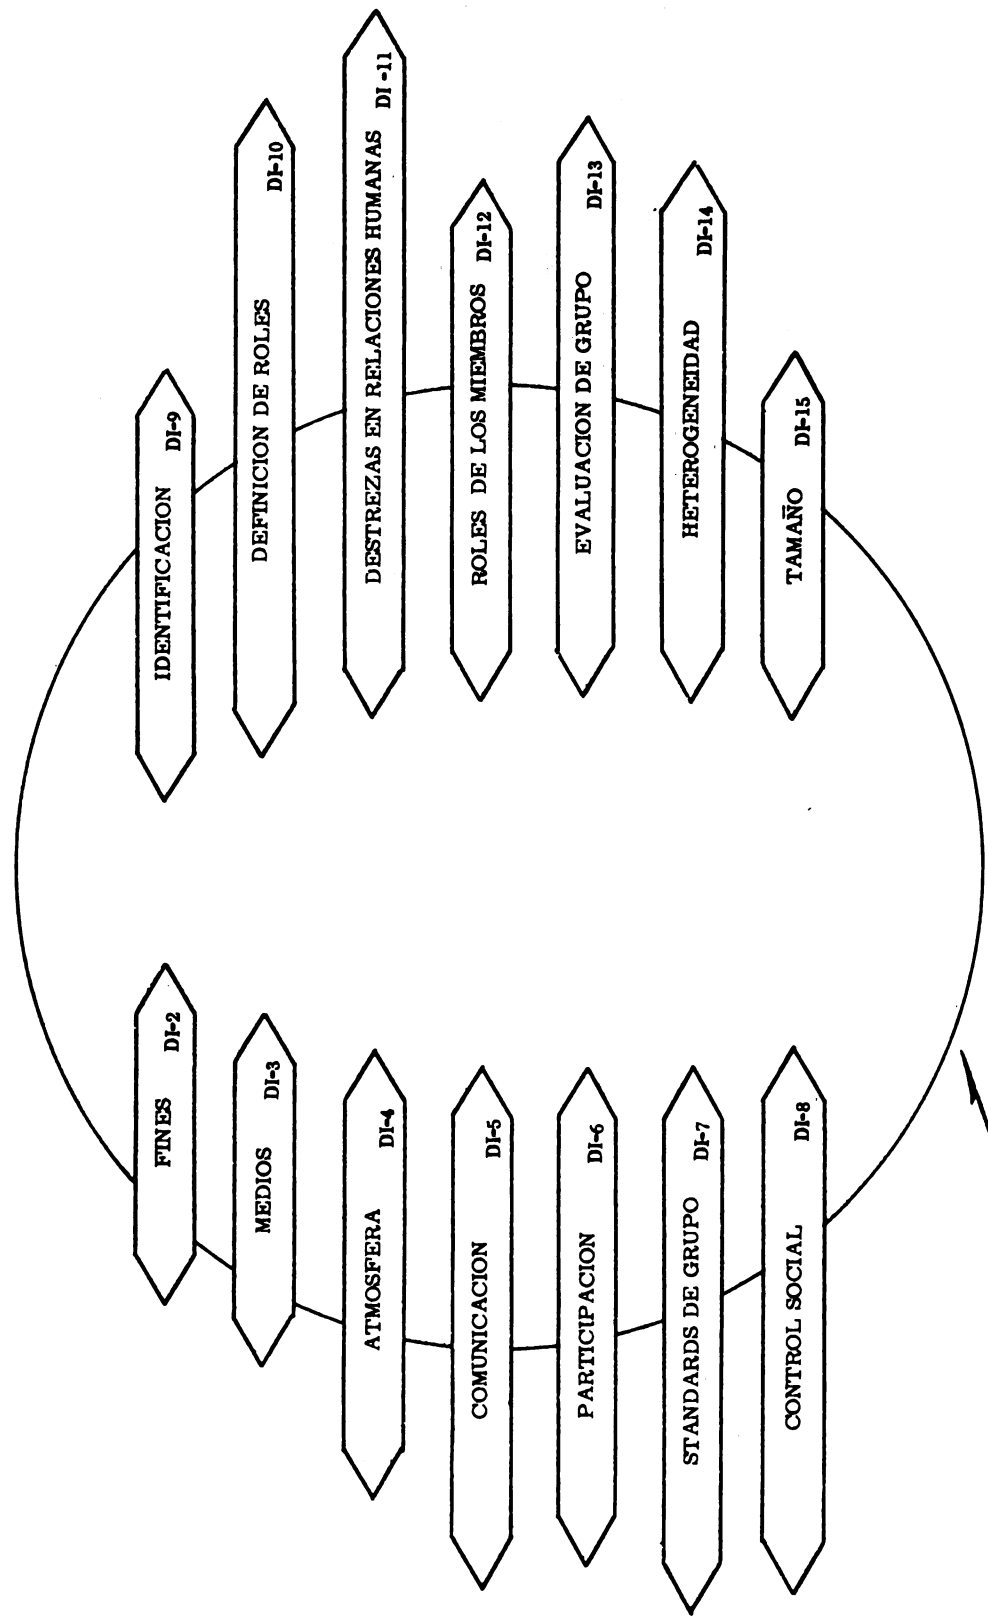 FINES DI-2
MEDIOS DI-3
ATMOSFERA DI-4
COMUNICACION DI-5
PARTICIPACION DI-6
STANDARDS DE GRUPO DI-7
CONTROL SOCIAL DI-8
IDENTIFICACION DI-9
DEFINICION DE ROLES DI-10
DESTREZAS EN RELACIONES HUMANAS DI-11
ROLES DE LOS MIEMBROS DI-12
EVALUACION DE GRUPO DI-13
HETEROGENEIDAD DI-14
TAMAÑO DI-15